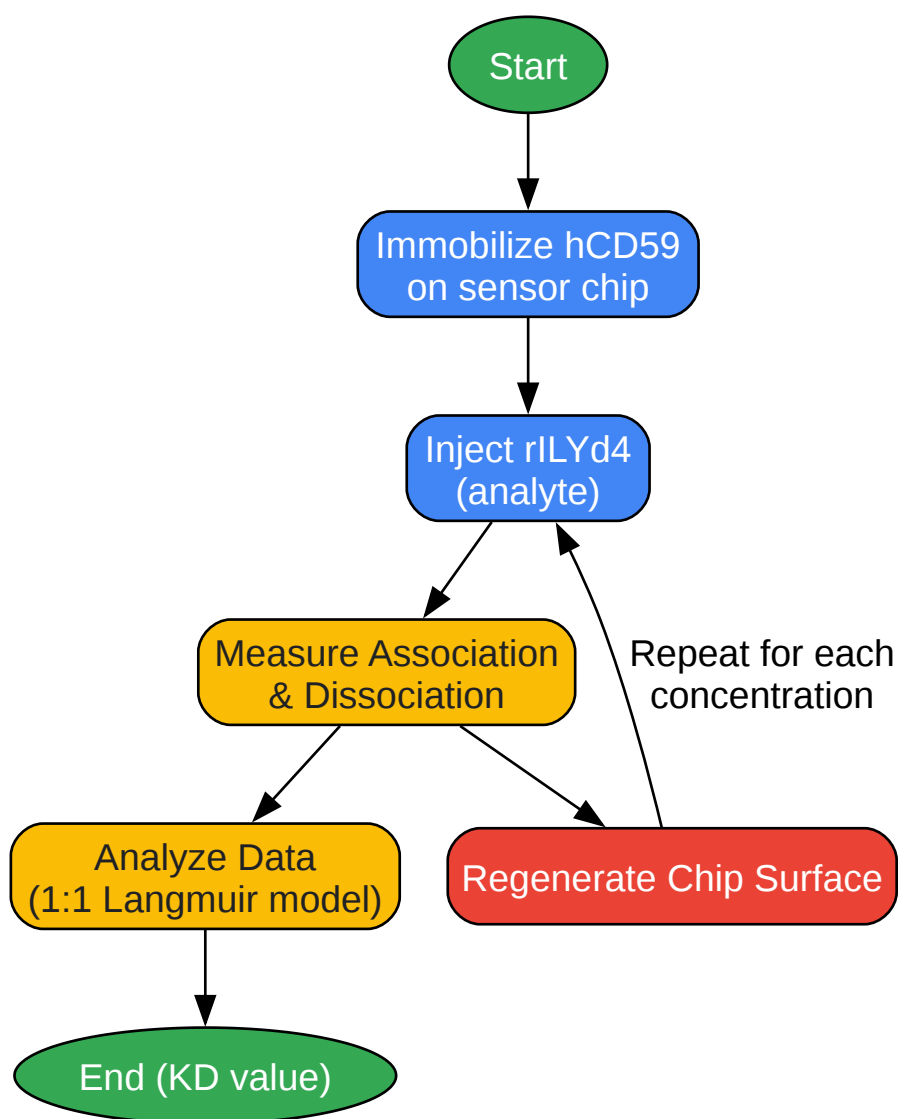 Start
Immobilize hCD59
on sensor chip
Inject rILYd4
(analyte)
Measure Association
& Dissociation
Repeat for each
concentration
Analyze Data
(1:1 Langmuir model)
Regenerate Chip Surface
End (KD value)